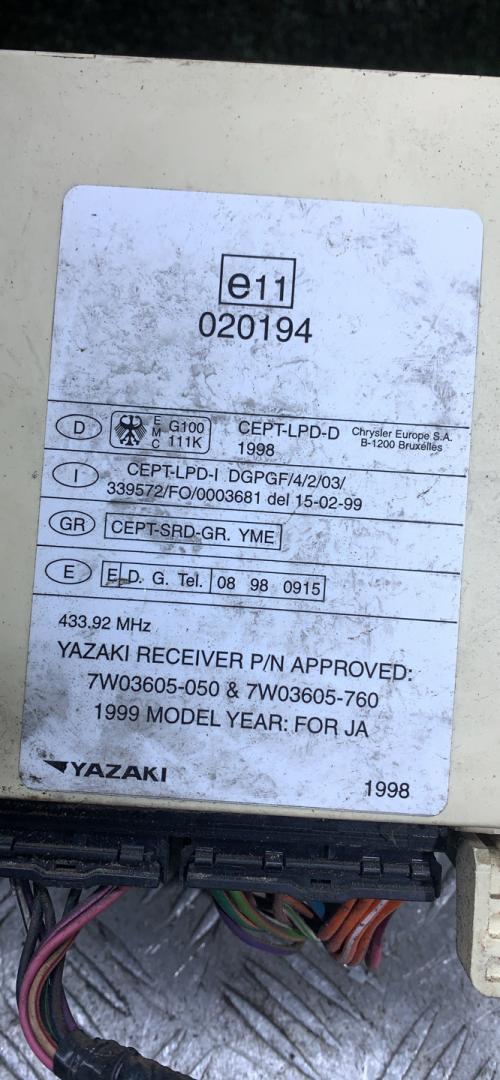 e11
020194
D EMC G100 111K CEPT-LPD-D 1998 Chrysler Europe S.A. B-1200 Bruxélles
I CEPT-LPD-I DGPGF/4/2/03/
339572/FO/0003681 del 15-02-99
GR CEPT-SRD-GR. YME
E E D. G. Tel. 08 98 0915
433.92 MHz
YAZAKI RECEIVER P/N APPROVED:
7W03605-050 & 7W03605-760
1999 MODEL YEAR: FOR JA
YAZAKI 1998